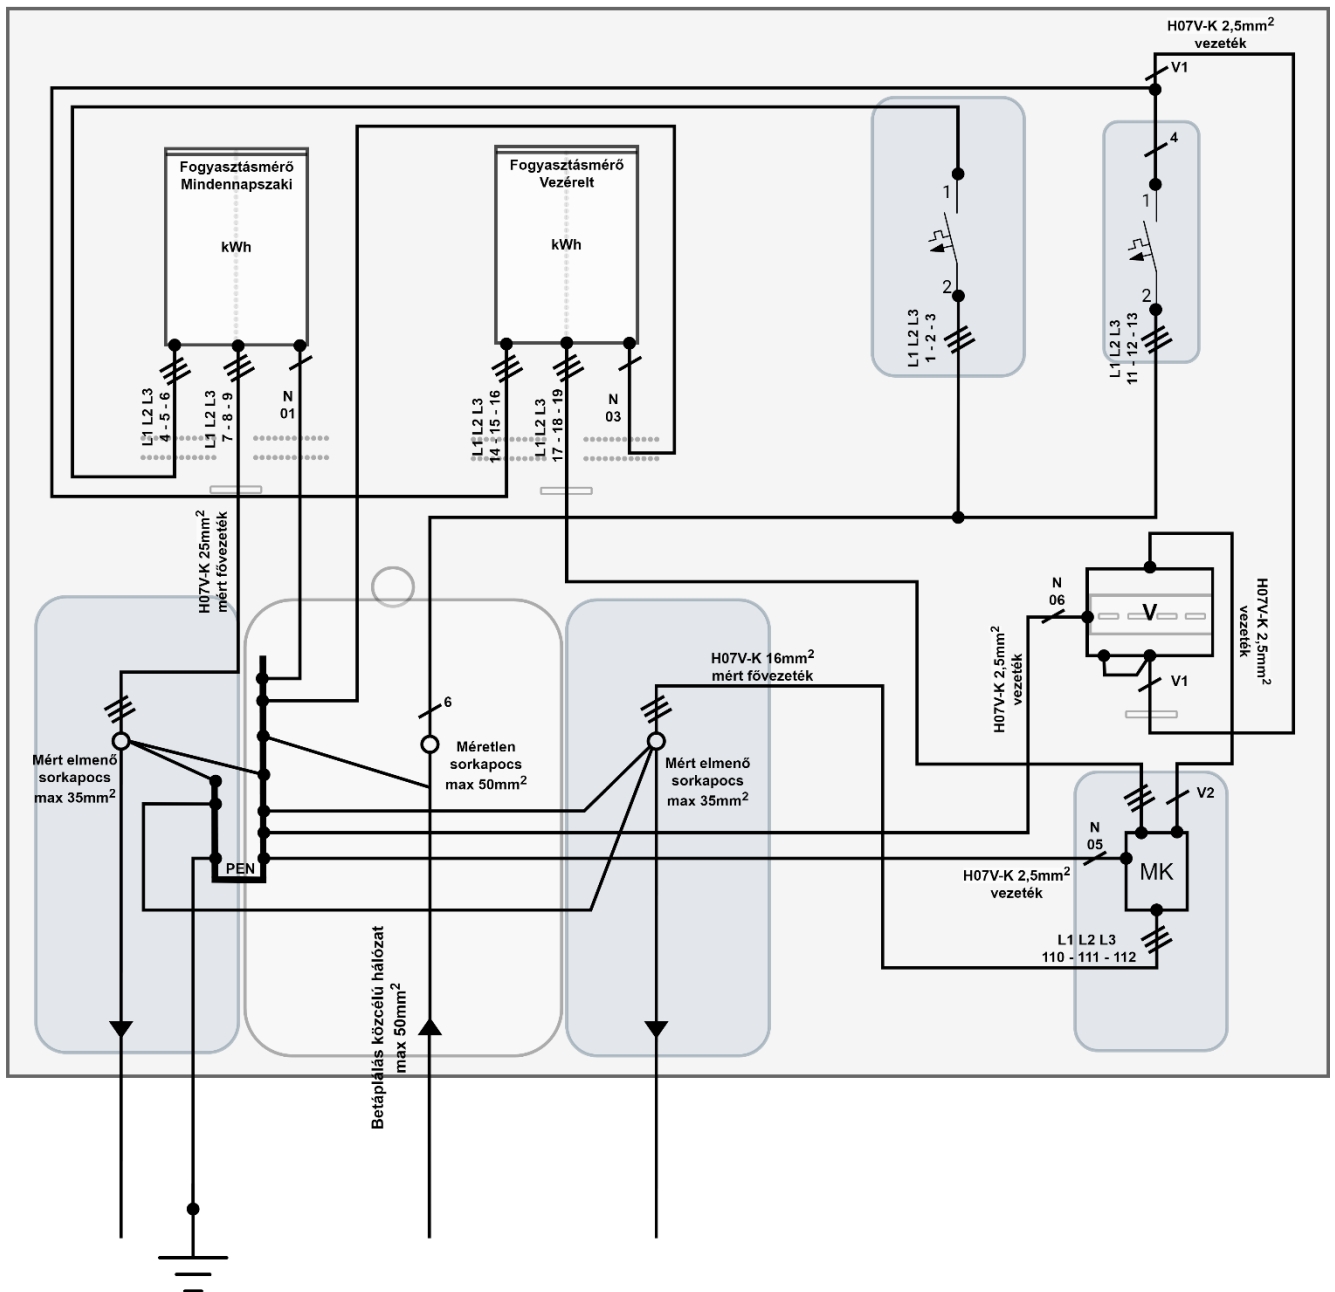 H07V-K 2,5mm²
vezeték
V1
4
Fogyasztásmérő
Mindennapszaki
kWh
Fogyasztásmérő
Vezérelt
kWh
1
2
L1 L2 L3
1 - 2 - 3
1
2
L1 L2 L3
11 - 12 - 13
L1 L2 L3
4 - 5 - 6
L1 L2 L3
7 - 8 - 9
N
01
L1 L2 L3
14 - 15 - 16
L1 L2 L3
17 - 18 - 19
N
03
H07V-K 25mm²
mért fővezeték
N
06
V
H07V-K 2,5mm²
vezeték
H07V-K 2,5mm²
vezeték
V1
H07V-K 16mm²
mért fővezeték
6
Mért elmenő
sorkapocs
max 35mm²
Méretlen
sorkapocs
max 50mm²
Mért elmenő
sorkapocs
max 35mm²
V2
N
05
PEN
MK
H07V-K 2,5mm²
vezeték
L1 L2 L3
110 - 111 - 112
Betáplálás közcélú hálózat
max 50mm²